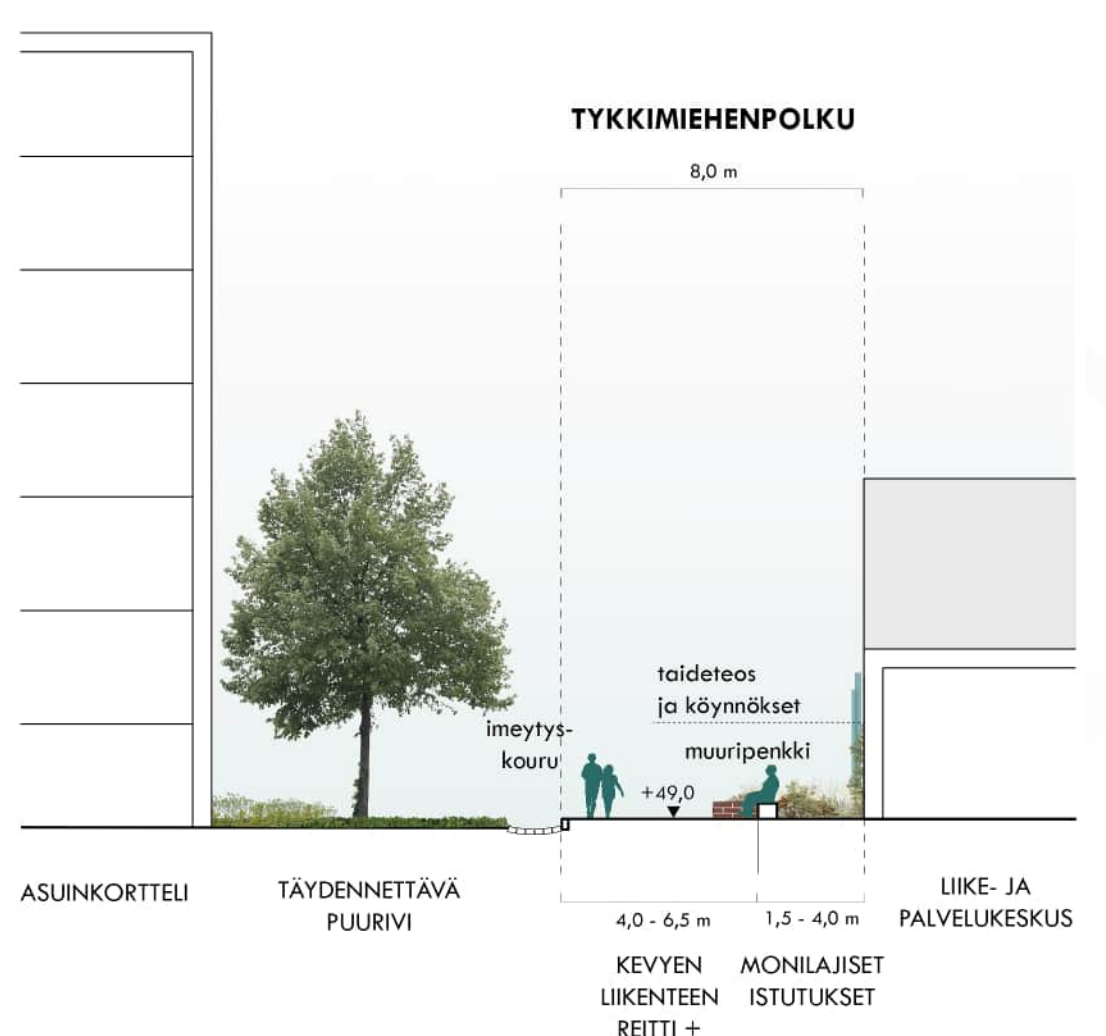 TYKKIMIEHENPOLKU
8,0 m
taideteos
ja köynnökset
imeytys-
kouru
muuripenkki
+49,0
ASUINKORTTELI
TÄYDENNETTÄVÄ
PUURIVI
4,0 - 6,5 m
1,5 - 4,0 m
LIIKE- JA
PALVELUKESKUS
KEVYEN
LIIKENTEEN
REITTI +
MONILAJISET
ISTUTUKSET